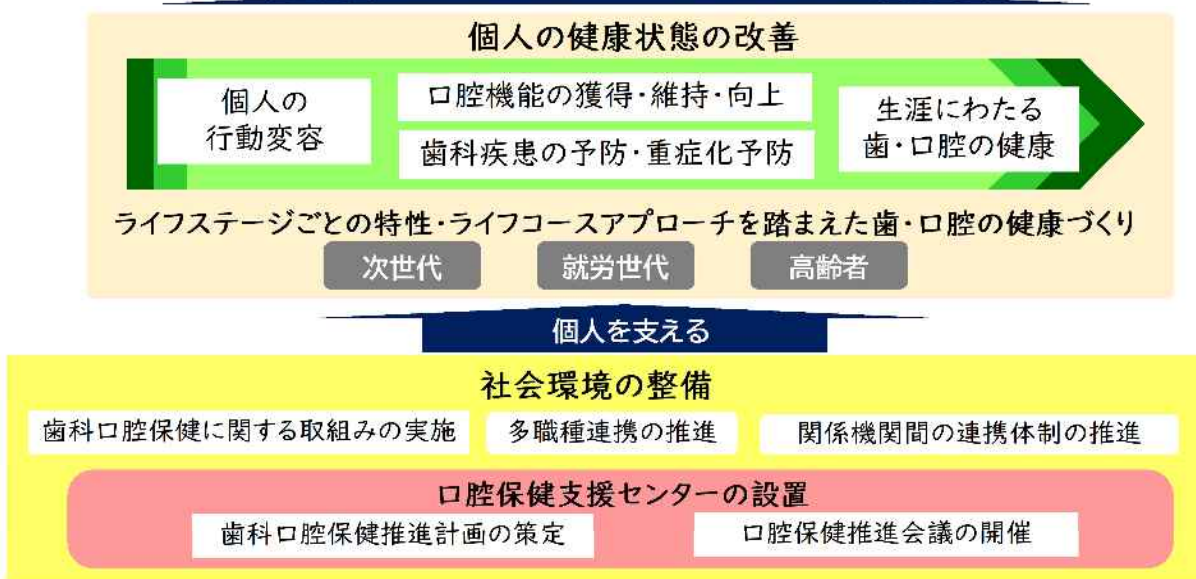 個人の健康状態の改善
個人の
行動変容
口腔機能の獲得・維持・向上
歯科疾患の予防・重症化予防
生涯にわたる
歯・口腔の健康
ライフステージごとの特性・ライフコースアプローチを踏まえた歯・口腔の健康づくり
次世代
就労世代
高齢者
個人を支える
社会環境の整備
歯科口腔保健に関する取組みの実施
多職種連携の推進
関係機関間の連携体制の推進
口腔保健支援センターの設置
歯科口腔保健推進計画の策定
口腔保健推進会議の開催